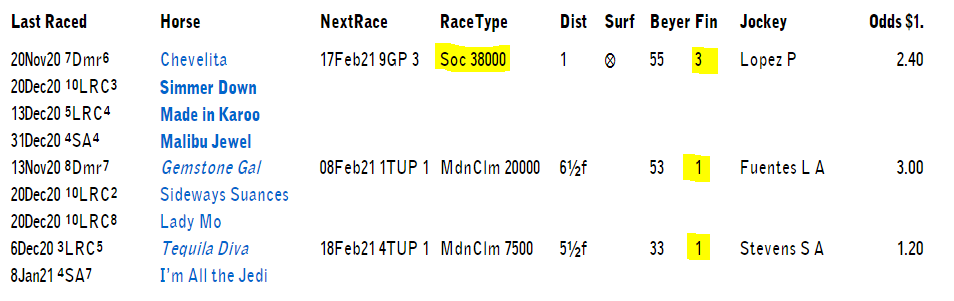 Last Raced Horse NextRace RaceType Dist Surf Beyer Fin Jockey Odds $1.
20Nov20 7Dmr6 Chevelita 17Feb21 9GP 3 Soc 38000 1 ⊗ 55 3 Lopez P 2.40
20Dec20 10LRC3 Simmer Down
13Dec20 5LRC4 Made in Karoo
31Dec20 4SA4 Malibu Jewel
13Nov20 8Dmr7 Gemstone Gal 08Feb21 1TUP 1 MdnClm 20000 6½f 53 1 Fuentes L A 3.00
20Dec20 10LRC2 Sideways Suances
20Dec20 10LRC8 Lady Mo
6Dec20 3LRC5 Tequila Diva 18Feb21 4TUP 1 MdnClm 7500 5½f 33 1 Stevens S A 1.20
8Jan21 4SA7 I'm All the Jedi